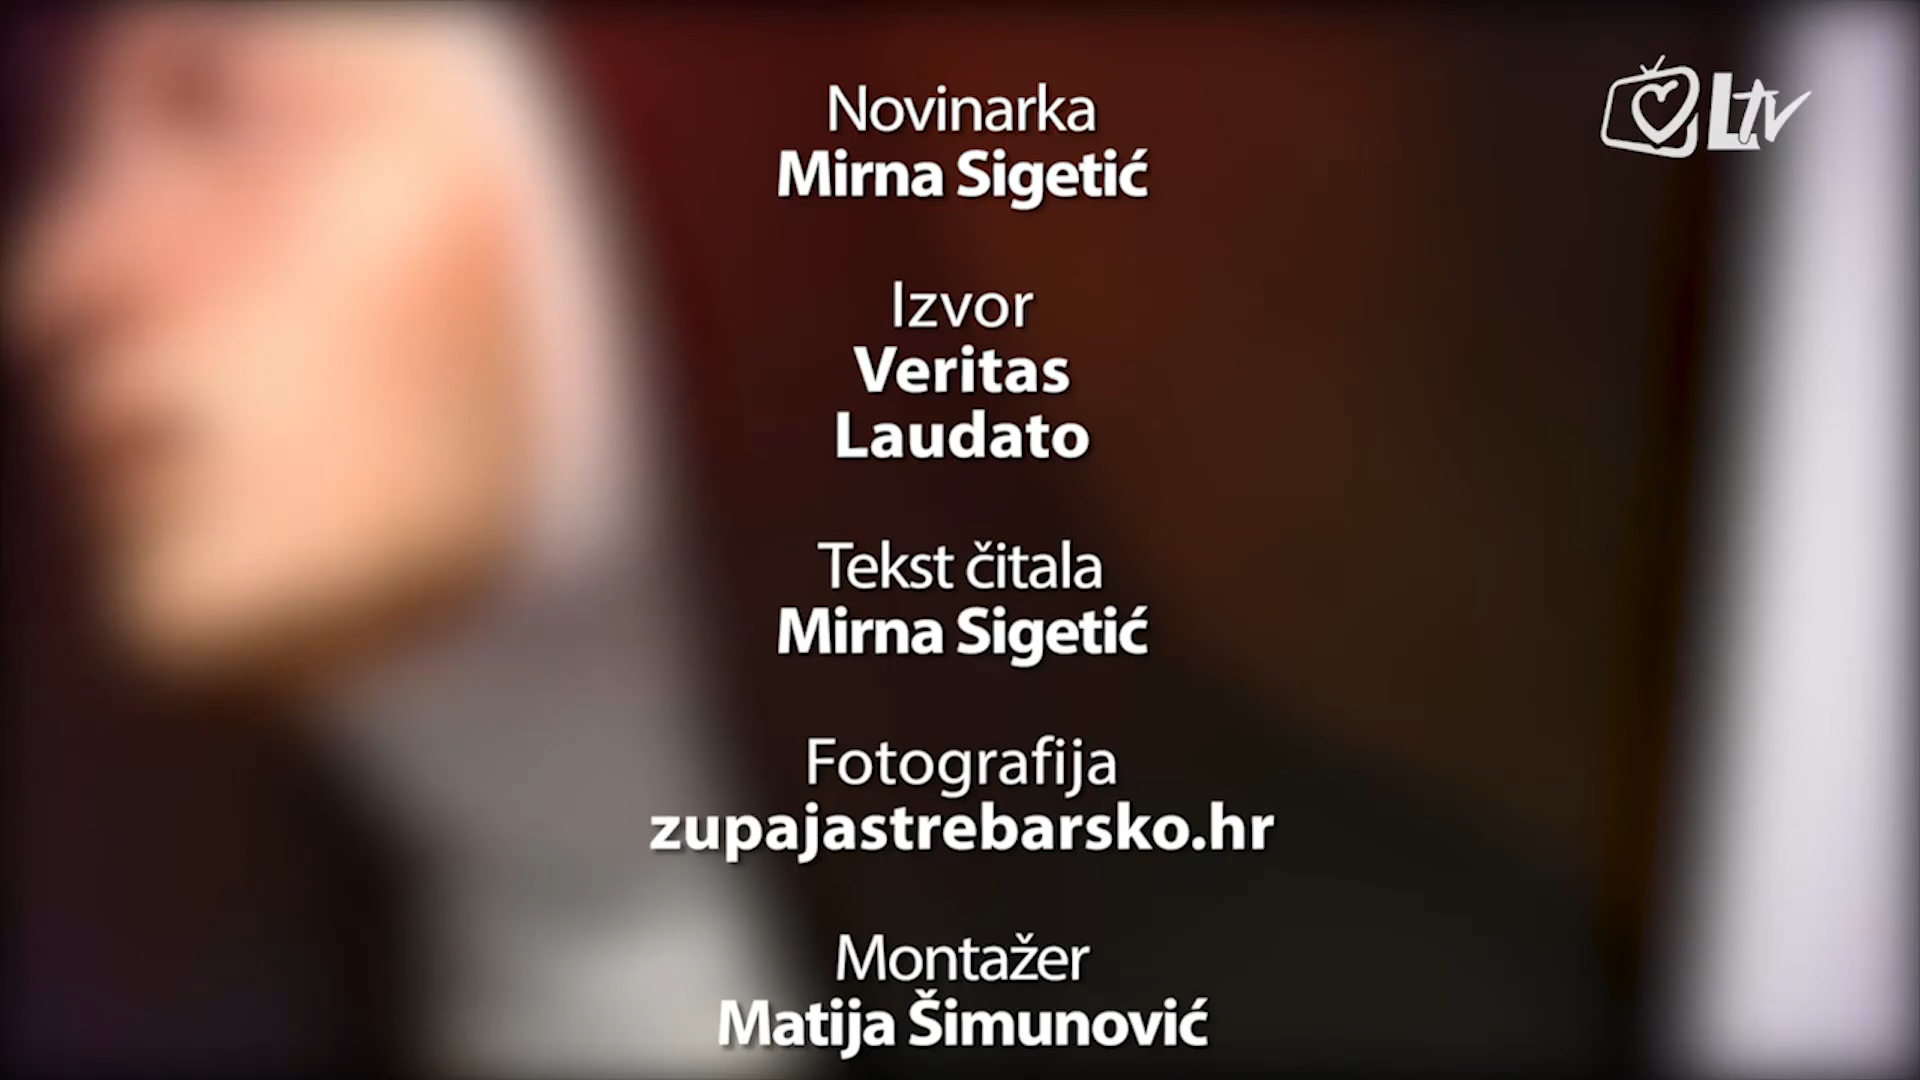 LTV
Novinarka
Mirna Sigetić
Izvor
Veritas
Laudato
Tekst čitala
Mirna Sigetić
Fotografija
zupajastrebarsko.hr
Montažer
Matija Šimunović